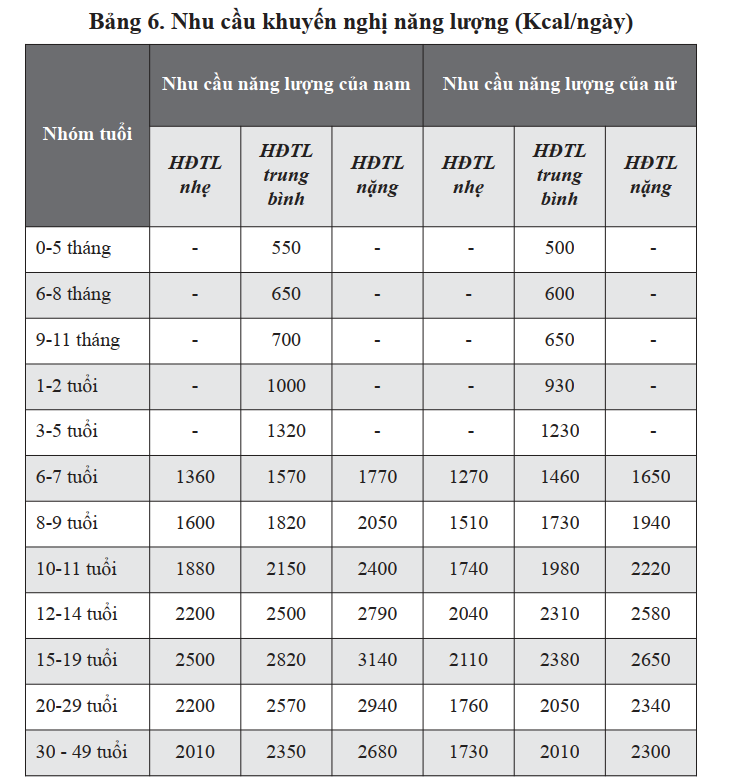 Bảng 6. Nhu cầu khuyến nghị năng lượng (Kcal/ngày)
Nhóm tuổi Nhu cầu năng lượng của nam Nhu cầu năng lượng của nữ
HĐTL nhẹ HĐTL trung bình HĐTL nặng HĐTL nhẹ HĐTL trung bình HĐTL nặng
0-5 tháng - 550 - - 500 -
6-8 tháng - 650 - - 600 -
9-11 tháng - 700 - - 650 -
1-2 tuổi - 1000 - - 930 -
3-5 tuổi - 1320 - - 1230 -
6-7 tuổi 1360 1570 1770 1270 1460 1650
8-9 tuổi 1600 1820 2050 1510 1730 1940
10-11 tuổi 1880 2150 2400 1740 1980 2220
12-14 tuổi 2200 2500 2790 2040 2310 2580
15-19 tuổi 2500 2820 3140 2110 2380 2650
20-29 tuổi 2200 2570 2940 1760 2050 2340
30 - 49 tuổi 2010 2350 2680 1730 2010 2300